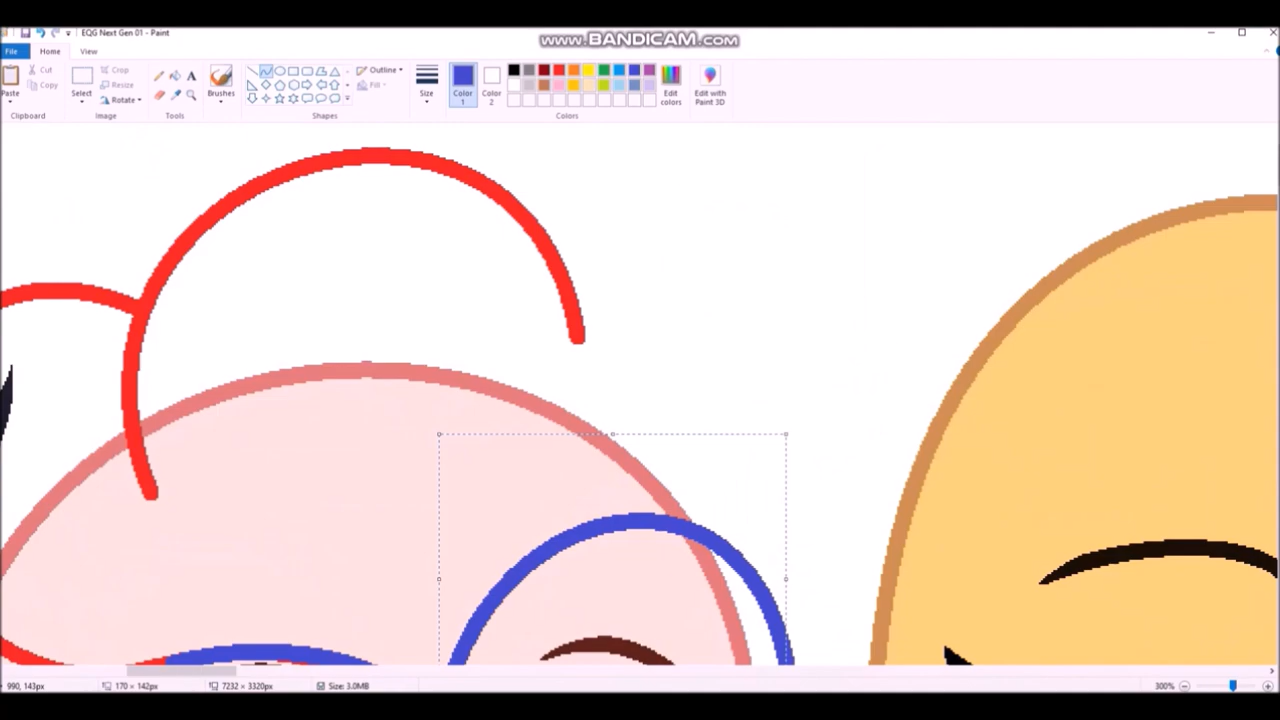 EQG Next Gen 01 - Paint
www.BANDICAM.com
File Home View
Paste Cut Copy Select Crop Resize Rotate Brushes Outline Fill Size Color 1 Color 2 Edit colors Edit with Paint 3D
Clipboard Image Tools Shapes Colors
990, 143px 170 × 142px 7232 × 3320px Size: 3.0MB 300%